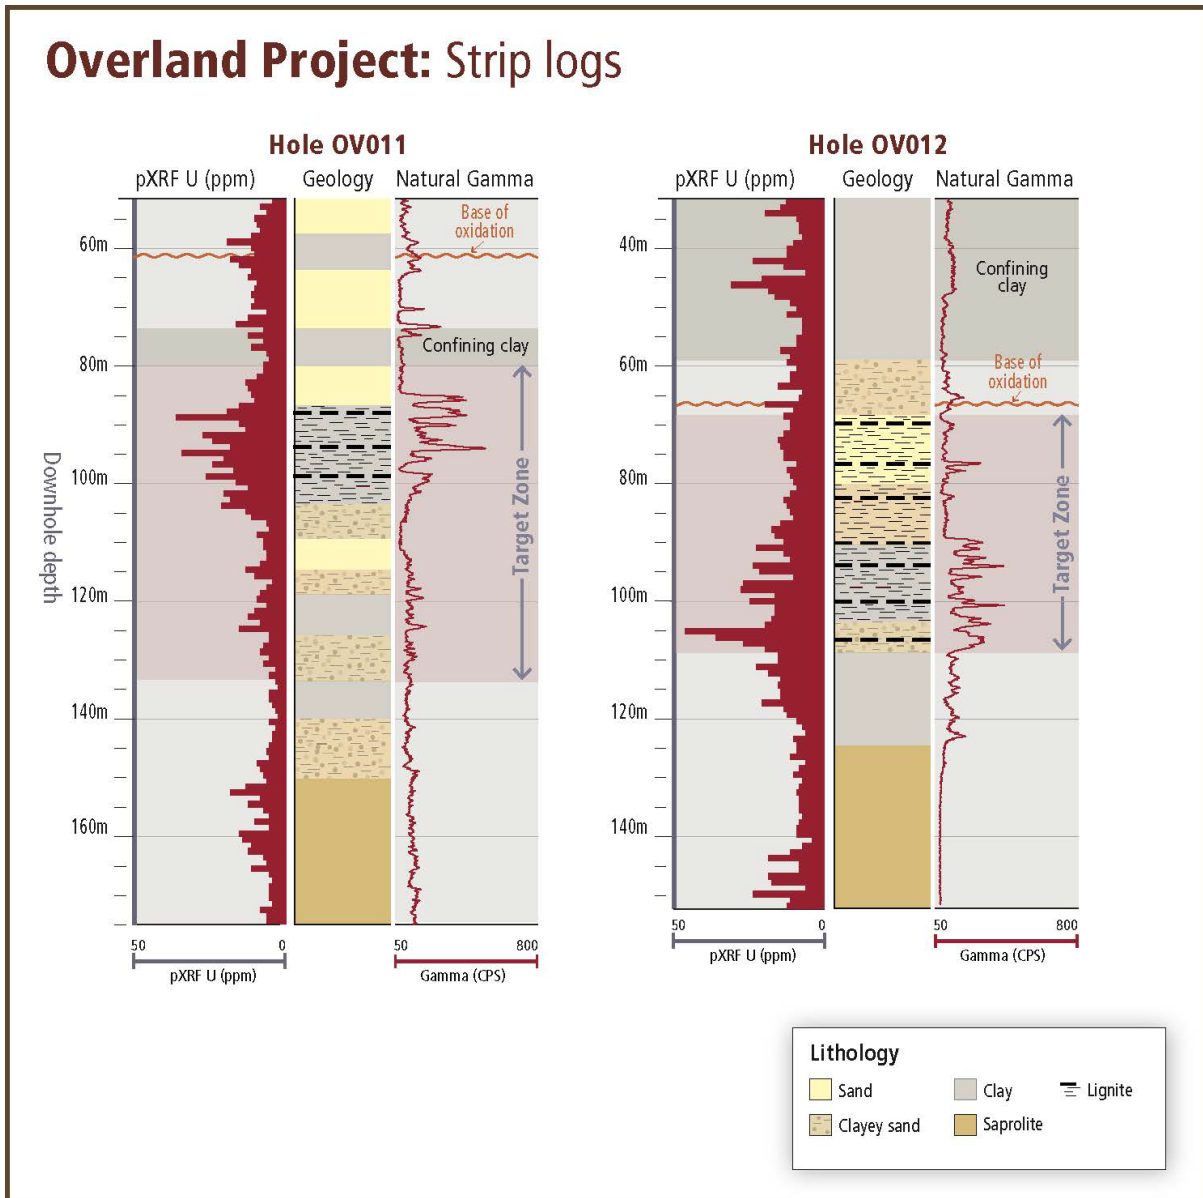 Overland Project: Strip logs
Hole OV011
pXRF U (ppm)
Geology
Natural Gamma
Downhole depth
60m
80m
100m
120m
140m
160m
Base of
oxidation
Confining clay
Target Zone
50
0
pXRF U (ppm)
50
800
Gamma (CPS)
Hole OV012
pXRF U (ppm)
Geology
Natural Gamma
40m
60m
80m
100m
120m
140m
Confining
clay
Base of
oxidation
Target Zone
50
0
pXRF U (ppm)
50
800
Gamma (CPS)
Lithology
Sand
Clay
Lignite
Clayey sand
Saprolite